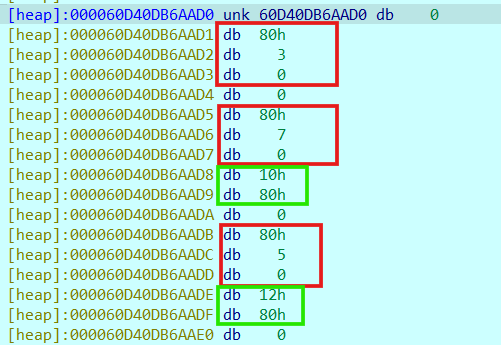 [heap]:000060D40DB6AAD0 unk_60D40DB6AAD0 db    0
[heap]:000060D40DB6AAD1 db  80h
[heap]:000060D40DB6AAD2 db    3
[heap]:000060D40DB6AAD3 db    0
[heap]:000060D40DB6AAD4 db    0
[heap]:000060D40DB6AAD5 db  80h
[heap]:000060D40DB6AAD6 db    7
[heap]:000060D40DB6AAD7 db    0
[heap]:000060D40DB6AAD8 db  10h
[heap]:000060D40DB6AAD9 db  80h
[heap]:000060D40DB6AADA db    0
[heap]:000060D40DB6AADB db  80h
[heap]:000060D40DB6AADC db    5
[heap]:000060D40DB6AADD db    0
[heap]:000060D40DB6AADE db  12h
[heap]:000060D40DB6AADF db  80h
[heap]:000060D40DB6AAE0 db    0